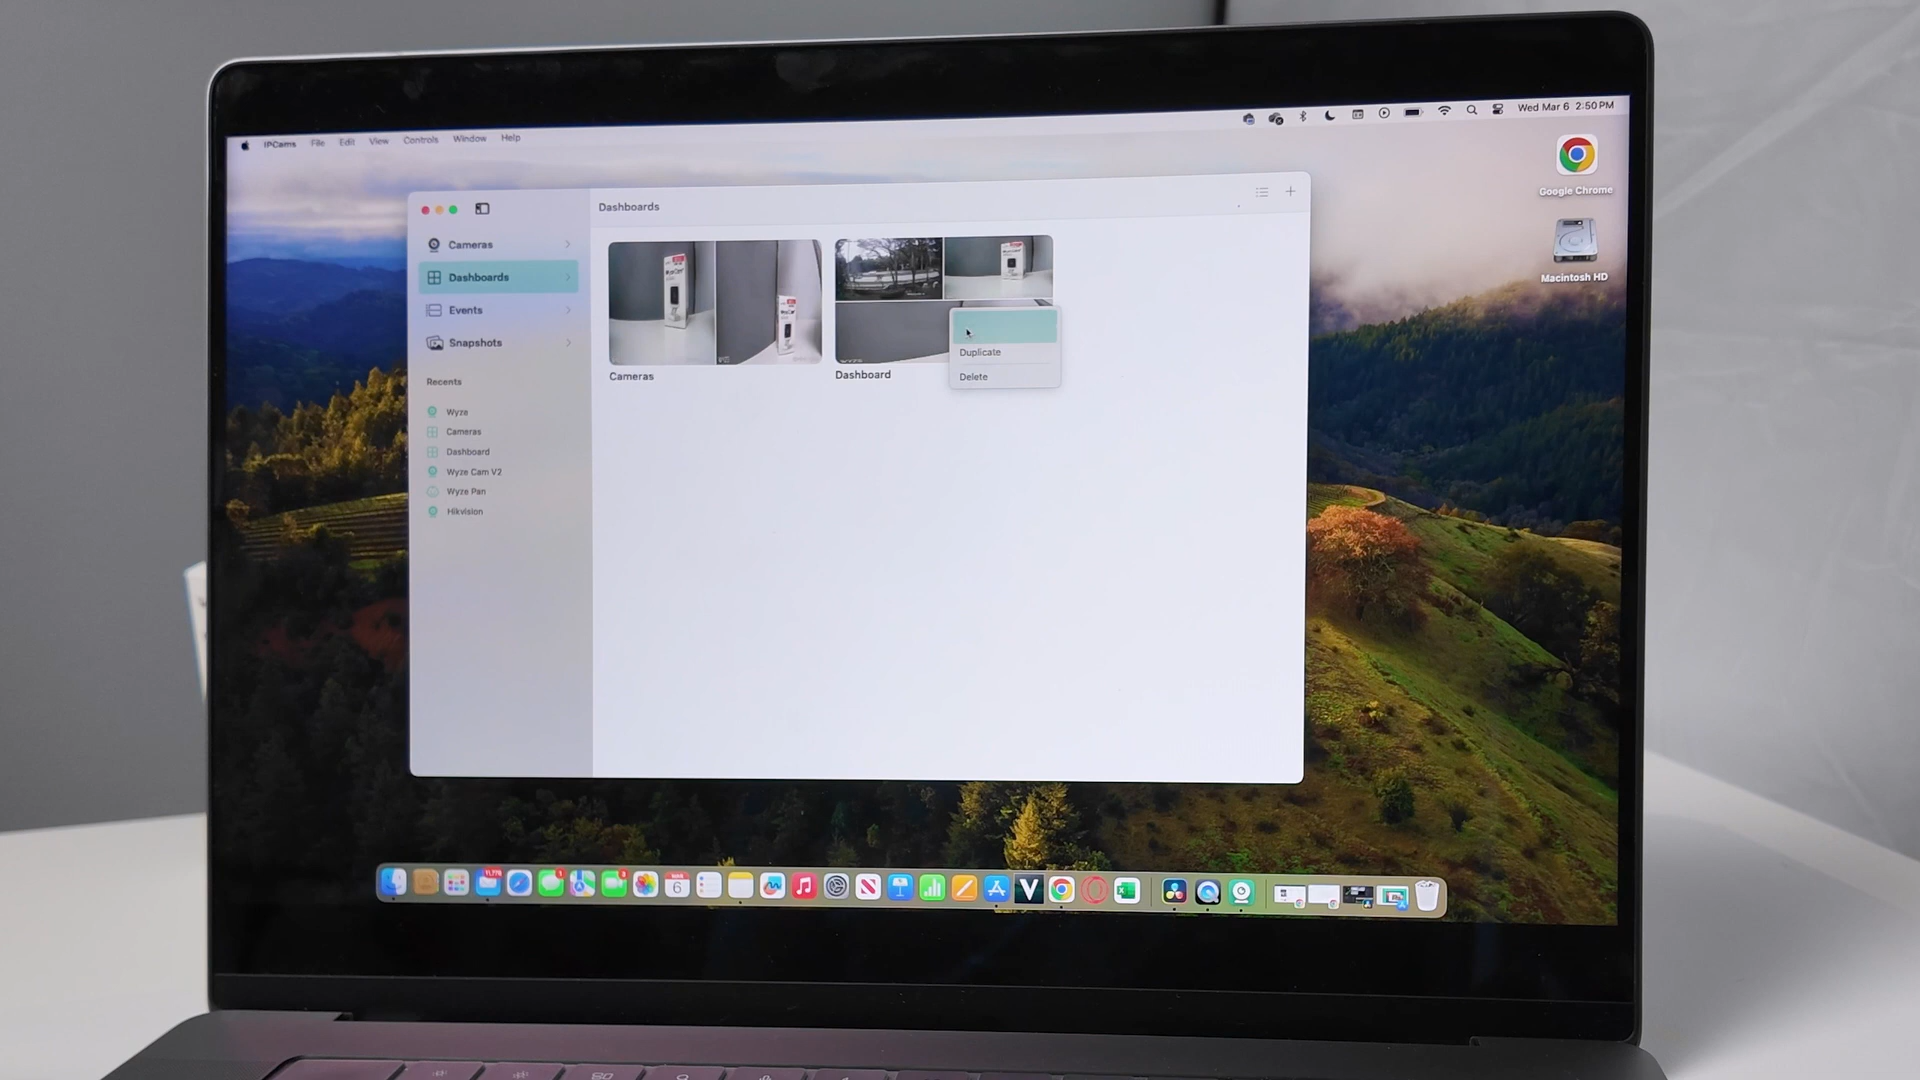 IPCams File Edit View Controls Window Help
Wed Mar 6 2:50 PM
Google Chrome
Macintosh HD
Dashboards
Cameras
Dashboards
Events
Snapshots
Recents
Wyze
Cameras
Dashboard
Wyze Cam V2
Wyze Pan
Hikvision
Cameras
Dashboard
Duplicate
Delete
6